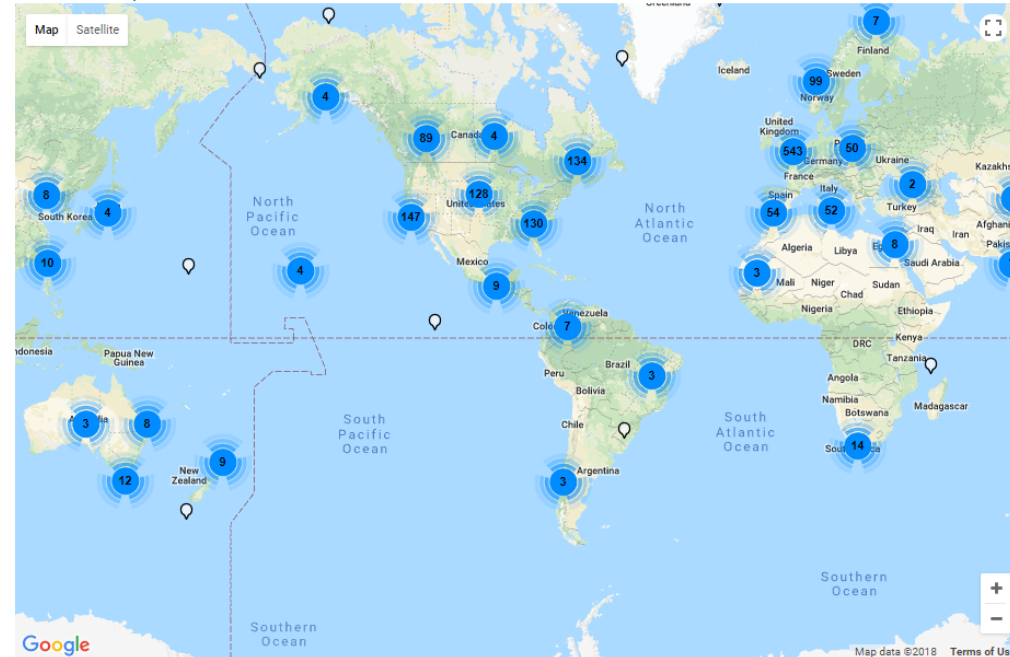 Greenland
Map Satellite
7
Finland
Iceland
Sweden
99
Norway
4
United
Kingdom
89
Canada
4
543
50
134
Germany
Ukraine
France
Kazakhs
8
128
Italy
2
Spain
4
North
Pacific
Ocean
South Korea
147
130
North
Atlantic
Ocean
54
52
Turkey
Afghani
Iraq
Iran
8
Algeria
Libya
Pakis
10
4
Mexico
3
Saudi Arabia
9
Mali
Niger
Sudan
Chad
Nigeria
Ethiopia
Venezuela
7
Kenya
DRC
ndonesia
Papua New
Guinea
Tanzania
Brazil
Peru
3
Angola
Bolivia
Namibia
Botswana
Madagascar
3
8
South
Pacific
Ocean
Chile
South
Atlantic
Ocean
14
9
New
Zealand
12
3
Argentina
Southern
Ocean
+
−
Southern
Ocean
Google
Map data ©2018 Terms of Us